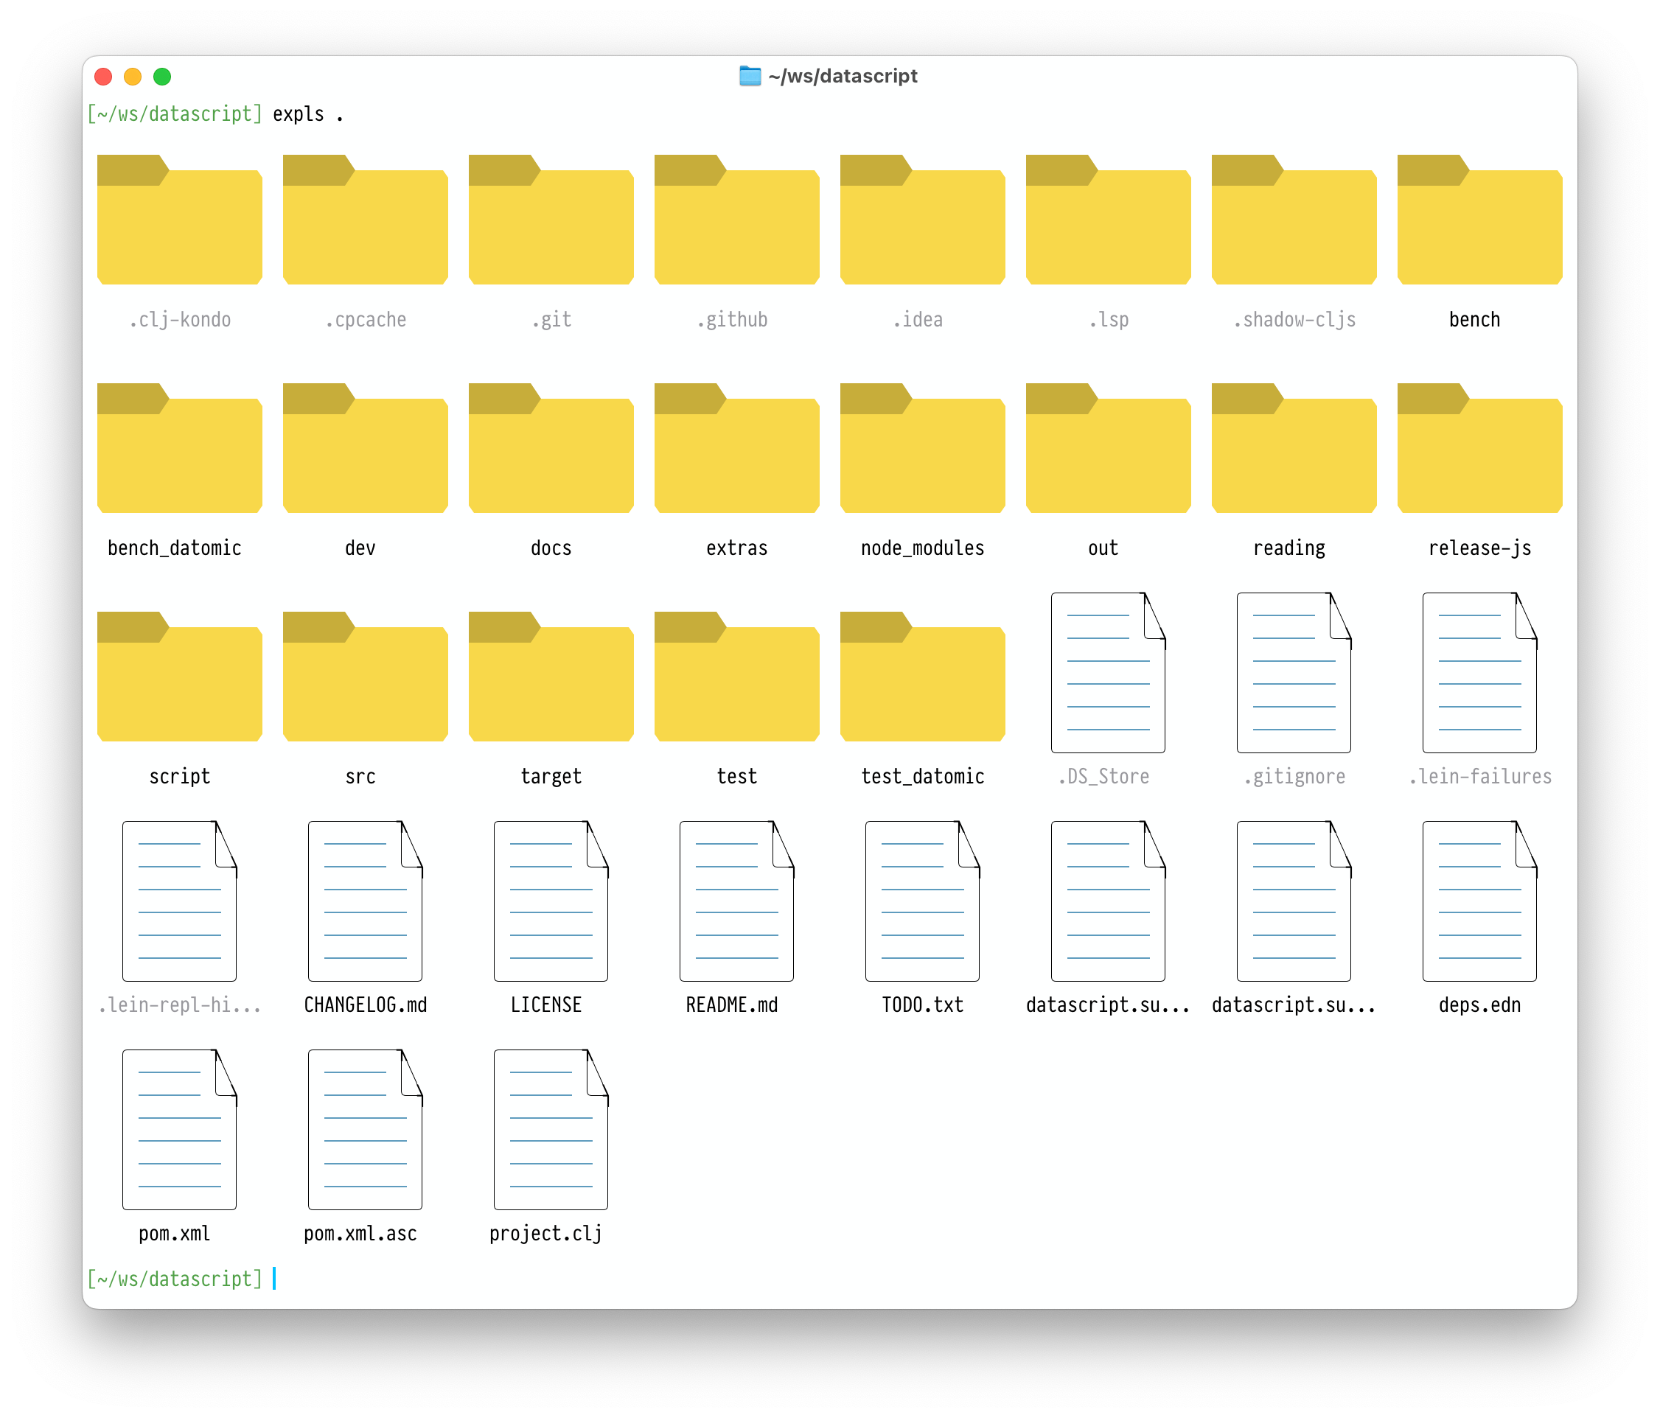 ~/ws/datascript
[~/ws/datascript] expls .
.clj-kondo .cpcache .git .github .idea .lsp .shadow-cljs bench
bench_datomic dev docs extras node_modules out reading release-js
script src target test test_datomic .DS_Store .gitignore .lein-failures
.lein-repl-hi... CHANGELOG.md LICENSE README.md TODO.txt datascript.su... datascript.su... deps.edn
pom.xml pom.xml.asc project.clj
[~/ws/datascript]